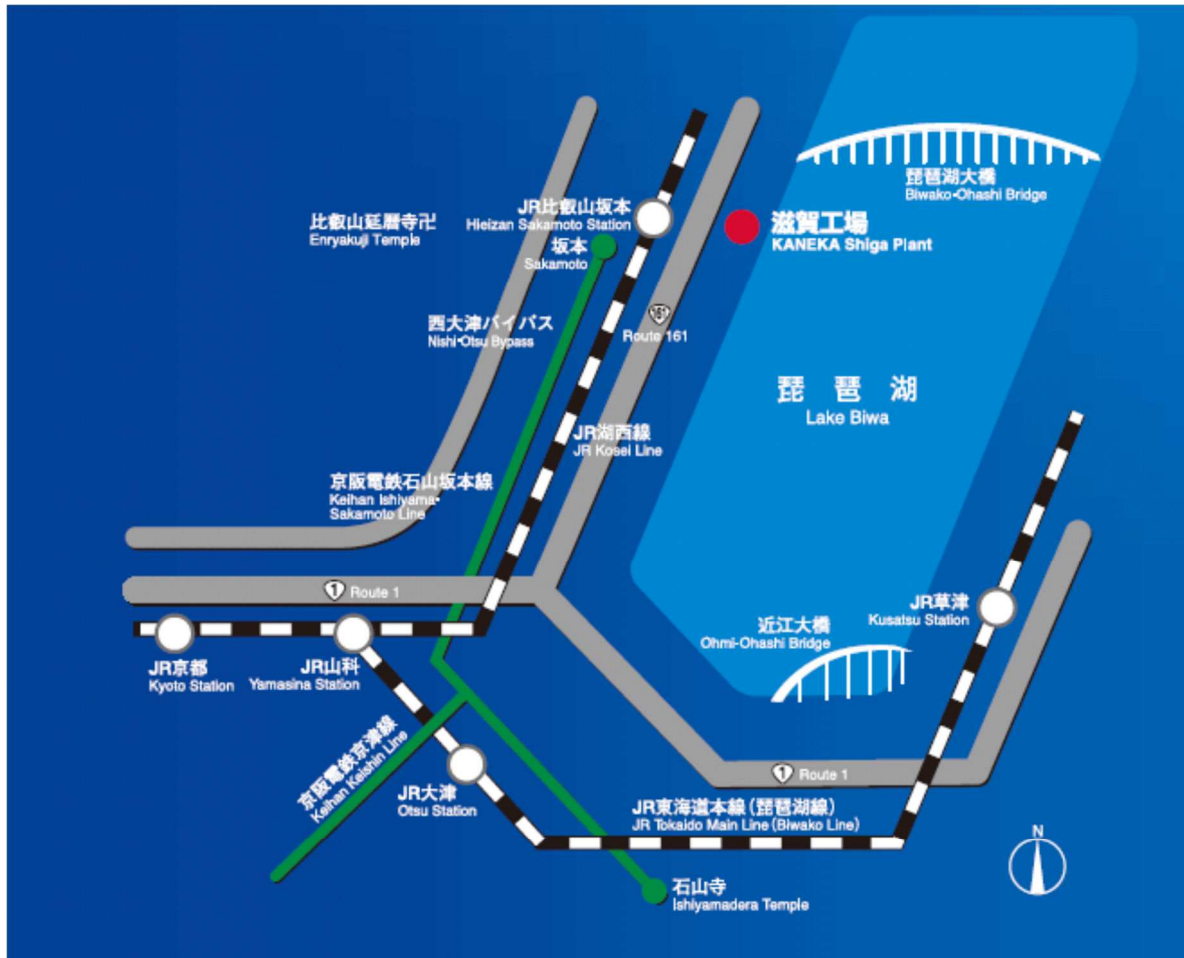 琵琶湖大橋
Biwako-Ohashi Bridge
比叡山延暦寺卍
Enryakuji Temple
JR比叡山坂本
Hieizan Sakamoto Station
坂本
Sakamoto
滋賀工場
KANEKA Shiga Plant
西大津バイパス
Nishi-Otsu Bypass
161
Route 161
琵琶湖
Lake Biwa
JR湖西線
JR Kosei Line
京阪電鉄石山坂本線
Keihan Ishiyama-
Sakamoto Line
1 Route 1
JR京都
Kyoto Station
JR山科
Yamasina Station
近江大橋
Ohmi-Ohashi Bridge
JR草津
Kusatsu Station
京阪電鉄京津線
Keihan Keishin Line
JR大津
Otsu Station
1 Route 1
JR東海道本線(琵琶湖線)
JR Tokaido Main Line (Biwako Line)
石山寺
Ishiyamadera Temple
N